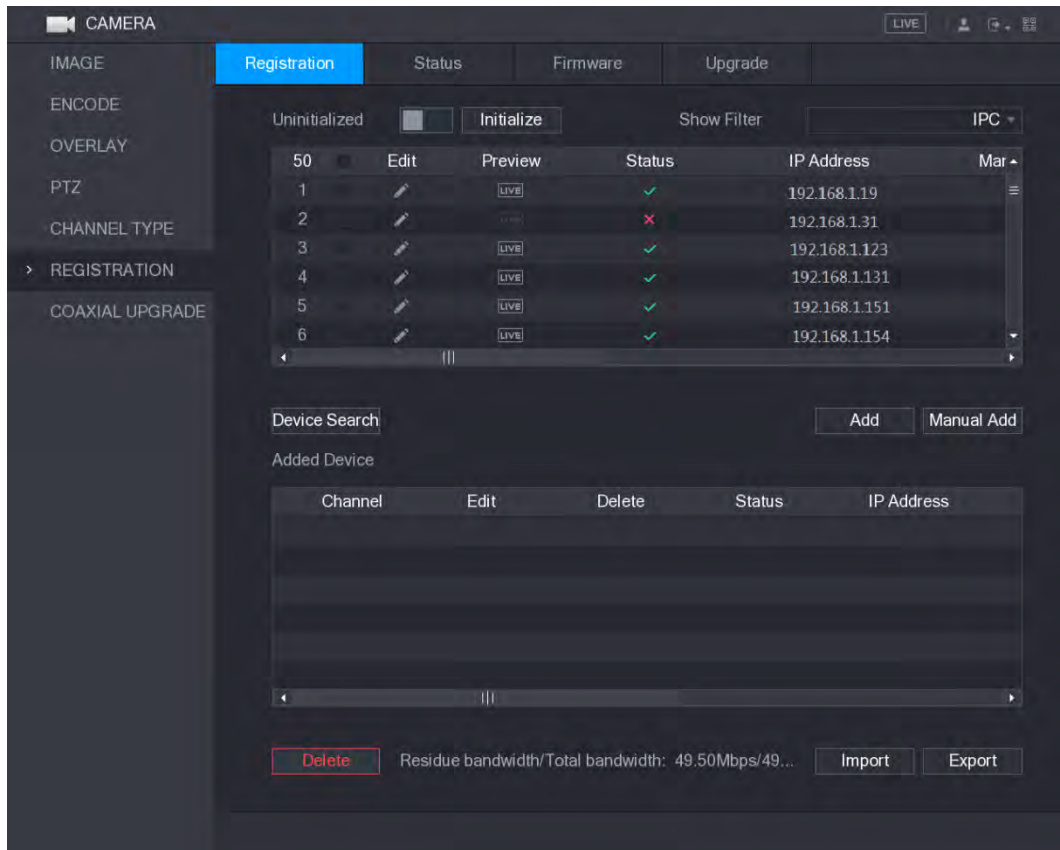 CAMERA LIVE
IMAGE
ENCODE
OVERLAY
PTZ
CHANNEL TYPE
REGISTRATION
COAXIAL UPGRADE
Registration Status Firmware Upgrade
Uninitialized Initialize Show Filter IPC
50 Edit Preview Status IP Address Mar
1 LIVE 192.168.1.19
2 192.168.1.31
3 LIVE 192.168.1.123
4 LIVE 192.168.1.131
5 LIVE 192.168.1.151
6 LIVE 192.168.1.154
Device Search Add Manual Add
Added Device
Channel Edit Delete Status IP Address
Delete Residue bandwidth/Total bandwidth: 49.50Mbps/49... Import Export